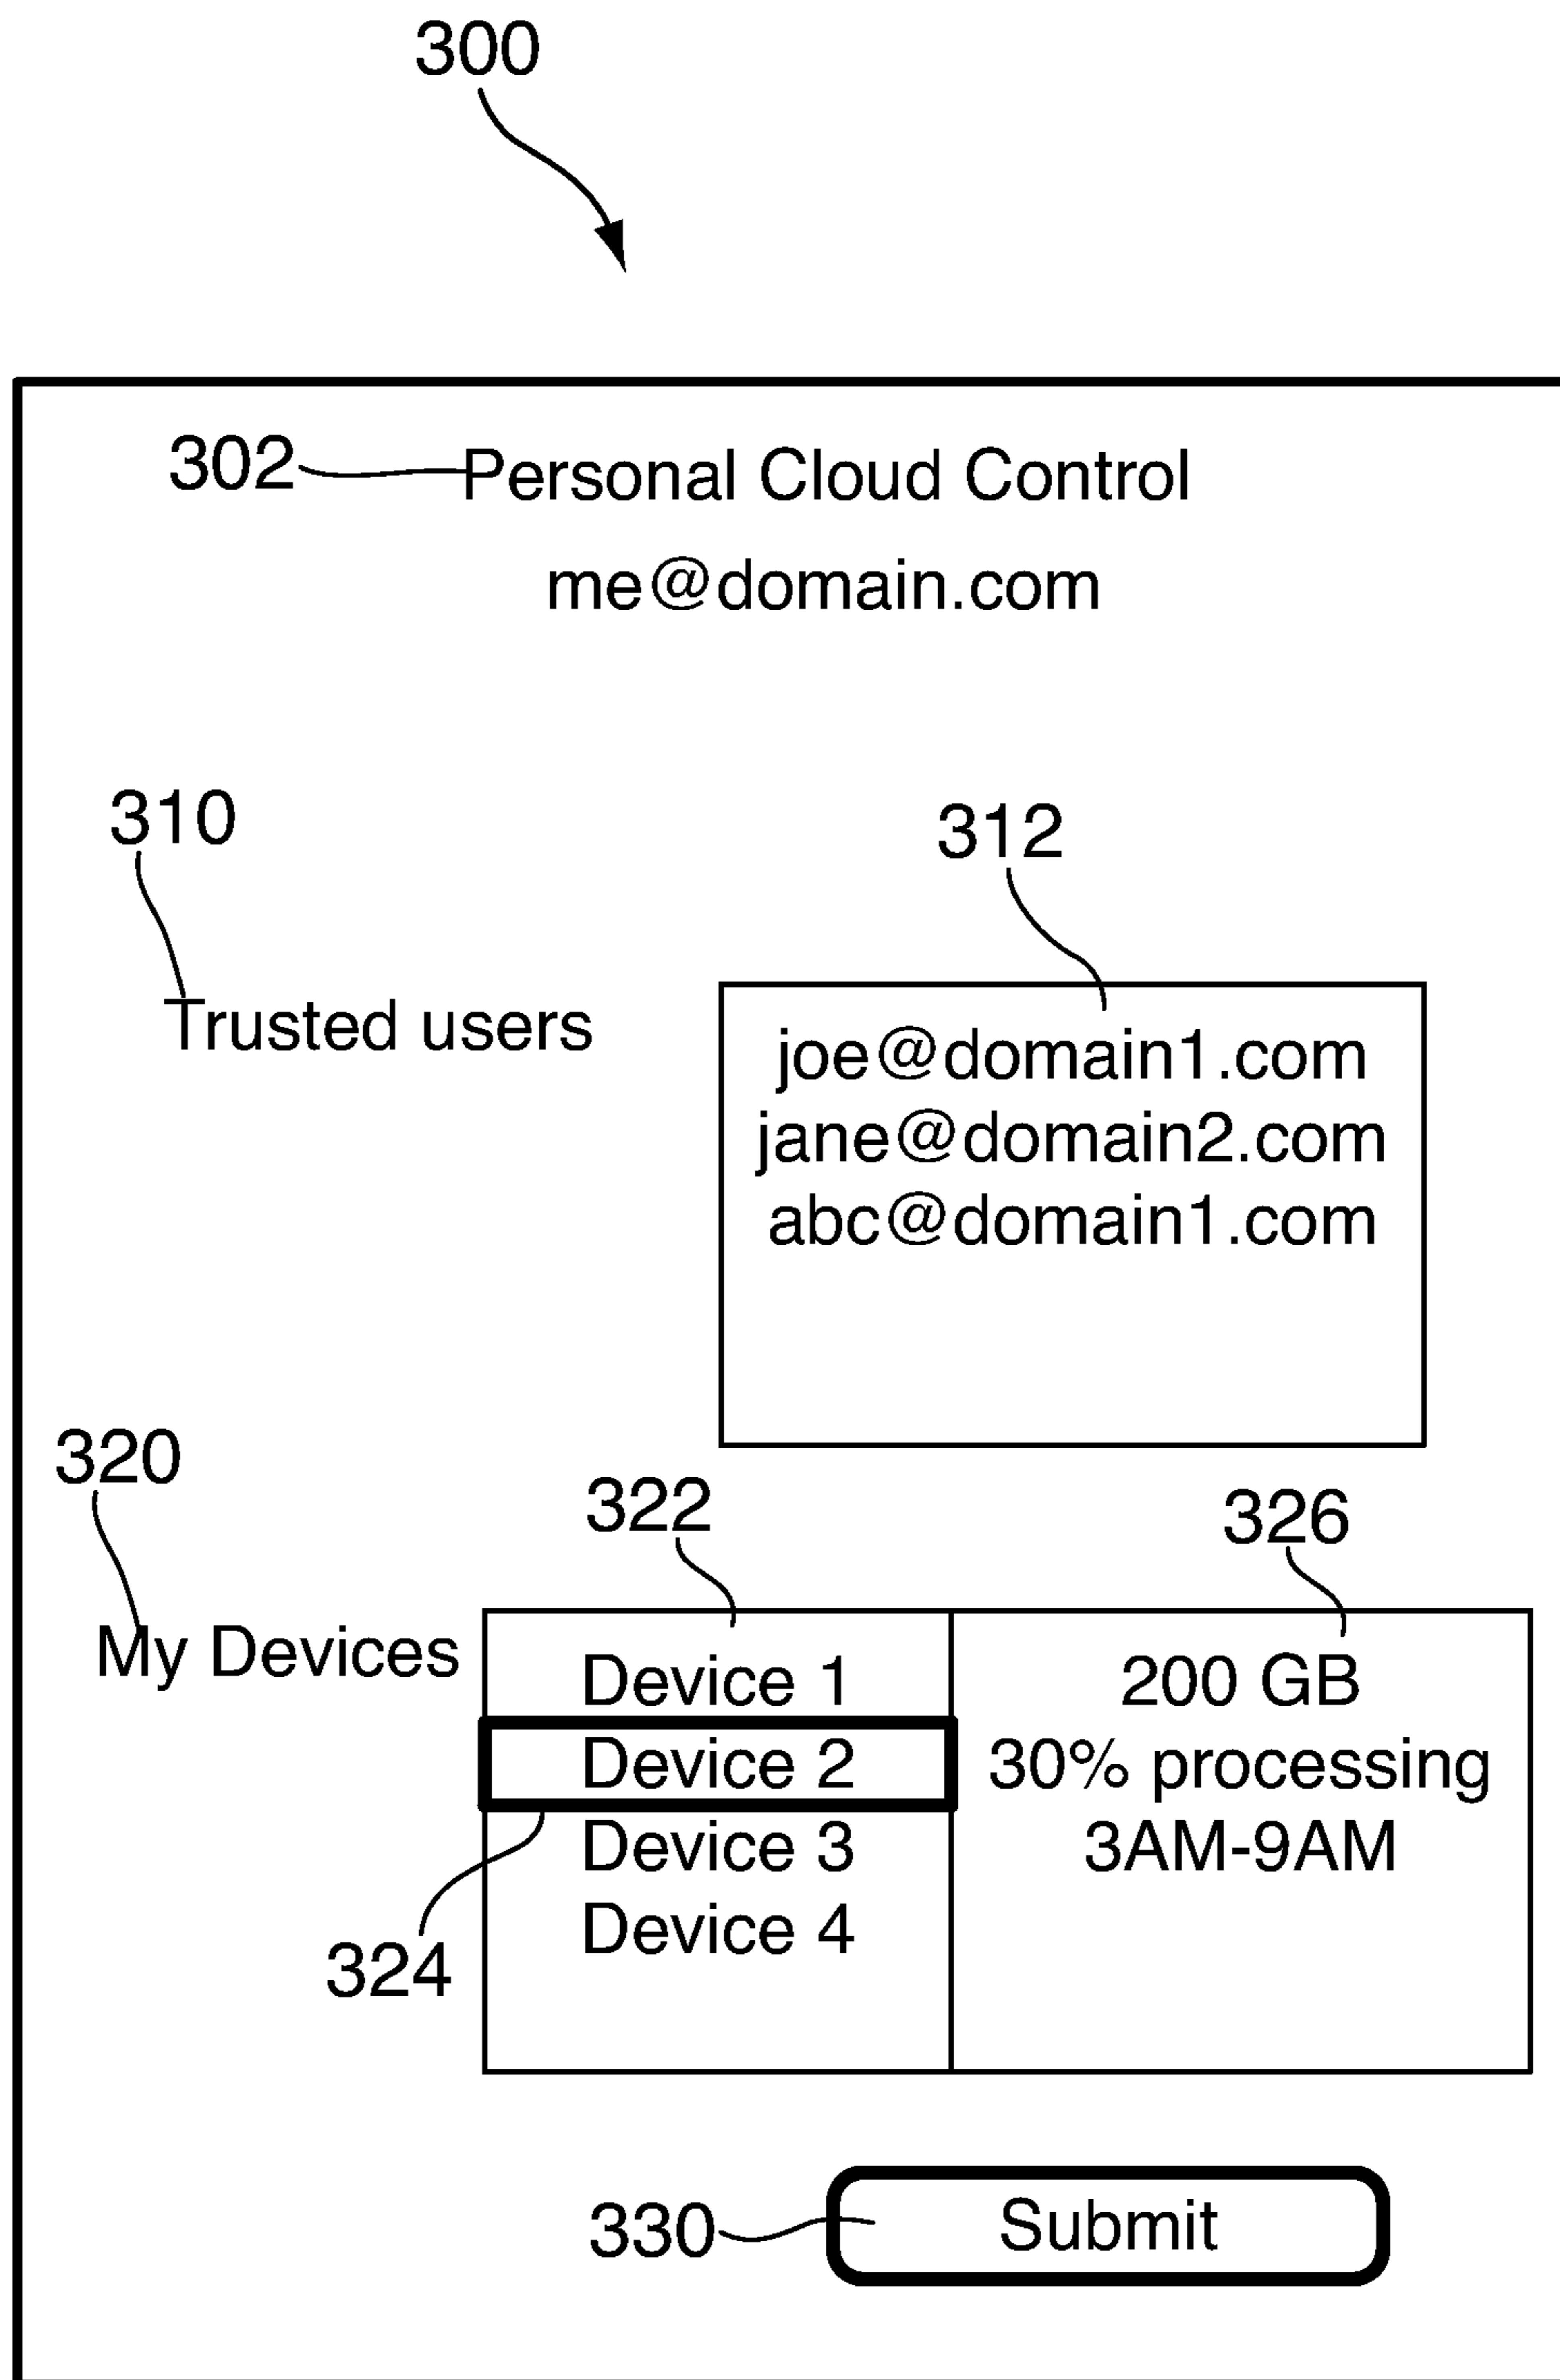 300
302 Personal Cloud Control
me@domain.com
310
312
Trusted users
joe@domain1.com
jane@domain2.com
abc@domain1.com
320
322
326
My Devices
Device 1
Device 2
Device 3
Device 4
200 GB
30% processing
3AM-9AM
324
330
Submit